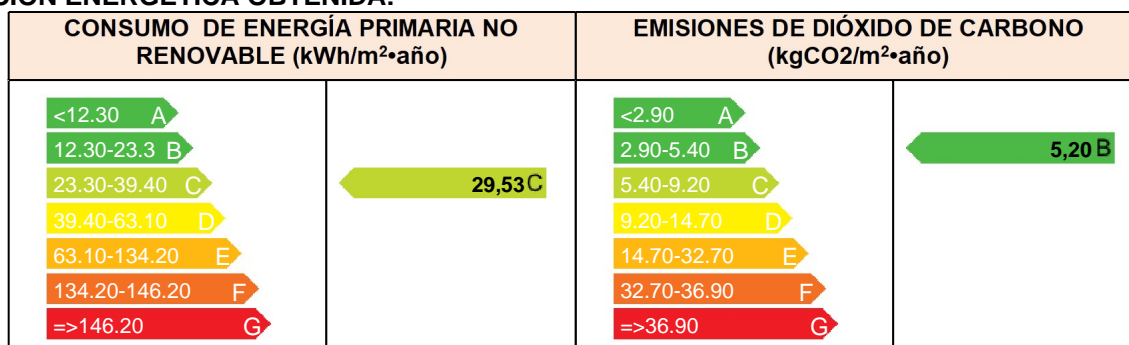 ENERGÉTICA OBTENIDA:
CONSUMO DE ENERGÍA PRIMARIA NO
RENOVABLE (kWh/m²•año)
<12.30 A
12.30-23.3 B
23.30-39.40 C
39.40-63.10 D
63.10-134.20 E
134.20-146.20 F
=>146.20 G
29,53 C
EMISIONES DE DIÓXIDO DE CARBONO
(kgCO2/m²•año)
<2.90 A
2.90-5.40 B
5.40-9.20 C
9.20-14.70 D
14.70-32.70 E
32.70-36.90 F
=>36.90 G
5,20 B